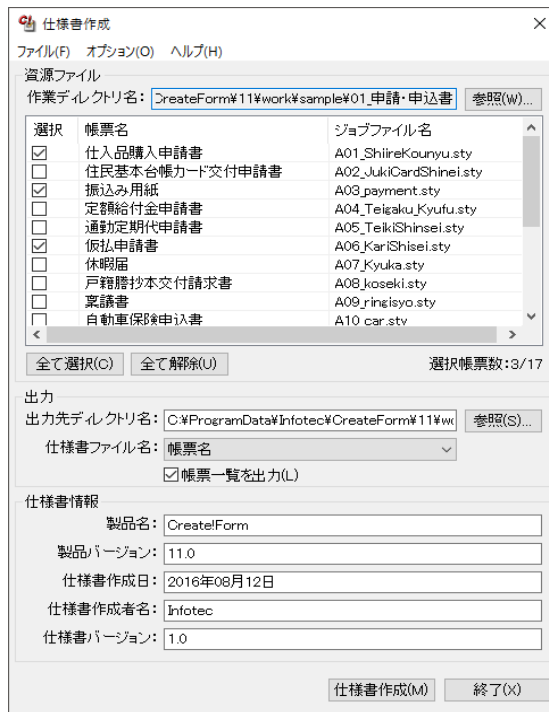 仕様書作成
ファイル(F) オプション(O) ヘルプ(H)
資源ファイル
作業ディレクトリ名: CreateForm¥11¥work¥sample¥01_申請・申込書 参照(W)...
選択 帳票名 ジョブファイル名
仕入品購入申請書 A01_ShiireKounyu.sty
住民基本台帳カード交付申請書 A02_JukiCardShinei.sty
振込み用紙 A03_payment.sty
定額給付金申請書 A04_Teigaku_Kyufu.sty
通勤定期代申請書 A05_TeikiShinsei.sty
仮払申請書 A06_KariShisei.sty
休暇届 A07_Kyuka.sty
戸籍謄抄本交付請求書 A08_koseki.sty
稟議書 A09_ringisyo.sty
自動車保険申込書 A10_car.sty
全て選択(C) 全て解除(U) 選択帳票数:3/17
出力
出力先ディレクトリ名: C:¥ProgramData¥Infotec¥CreateForm¥11¥wo 参照(S)...
仕様書ファイル名: 帳票名
帳票一覧を出力(L)
仕様書情報
製品名: Create!Form
製品バージョン: 11.0
仕様書作成日: 2016年08月12日
仕様書作成者名: Infotec
仕様書バージョン: 1.0
仕様書作成(M) 終了(X)